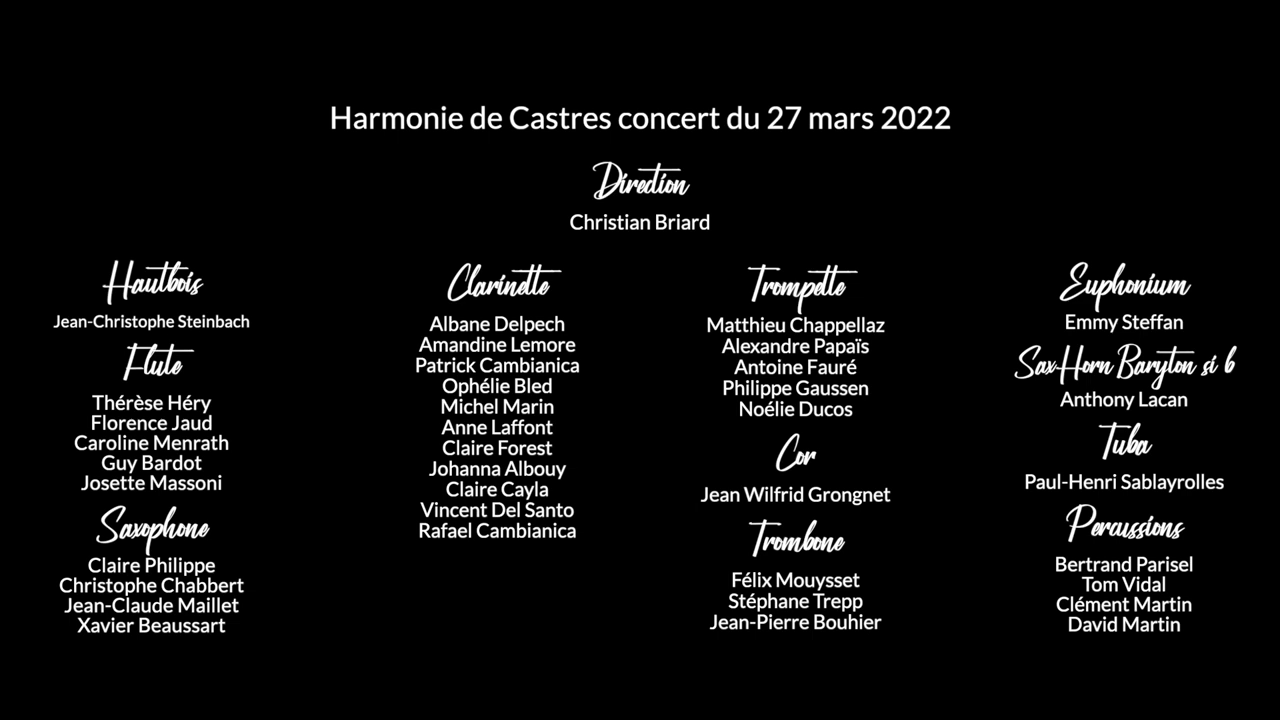 Harmonie de Castres concert du 27 mars 2022
Direction
Christian Briard
Hautbois
Jean-Christophe Steinbach
Flute
Thérèse Héry
Florence Jaud
Caroline Menrath
Guy Bardot
Josette Massoni
Saxophone
Claire Philippe
Christophe Chabbert
Jean-Claude Maillet
Xavier Beaussart
Clarinette
Albane Delpech
Amandine Lemore
Patrick Cambianica
Ophélie Bled
Michel Marin
Anne Laffont
Claire Forest
Johanna Albouy
Claire Cayla
Vincent Del Santo
Rafael Cambianica
Trompette
Matthieu Chappellaz
Alexandre Papaïs
Antoine Fauré
Philippe Gaussen
Noélie Ducos
Cor
Jean Wilfrid Grongnet
Trombone
Félix Mouysset
Stéphane Trepp
Jean-Pierre Bouhier
Euphonium
Emmy Steffan
Sax-Horn Baryton si b
Anthony Lacan
Tuba
Paul-Henri Sablayrolles
Percussions
Bertrand Parisel
Tom Vidal
Clément Martin
David Martin